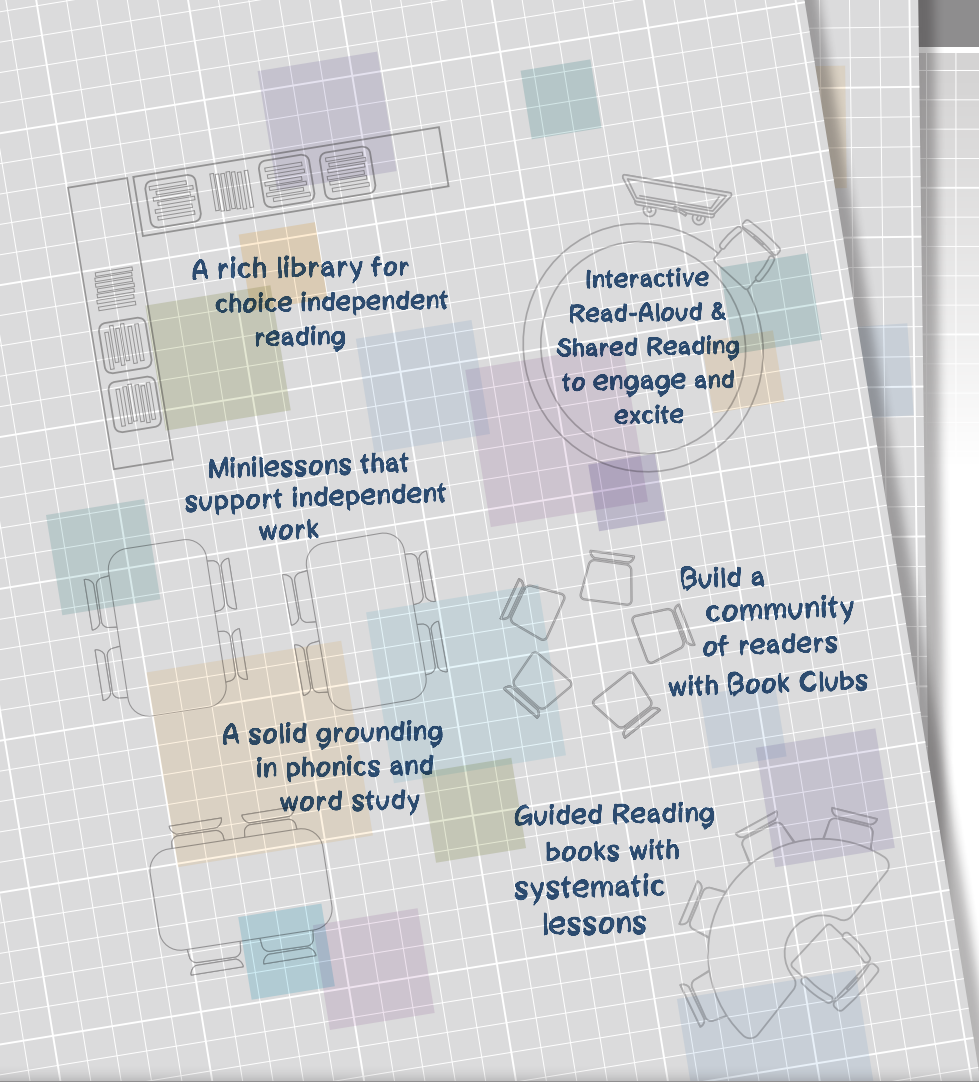 A rich library for
choice independent
reading
Interactive
Read-Aloud &
Shared Reading
to engage and
excite
Minilessons that
support independent
work
Build a
community
of readers
with Book Clubs
A solid grounding
in phonics and
word study
Guided Reading
books with
systematic
lessons